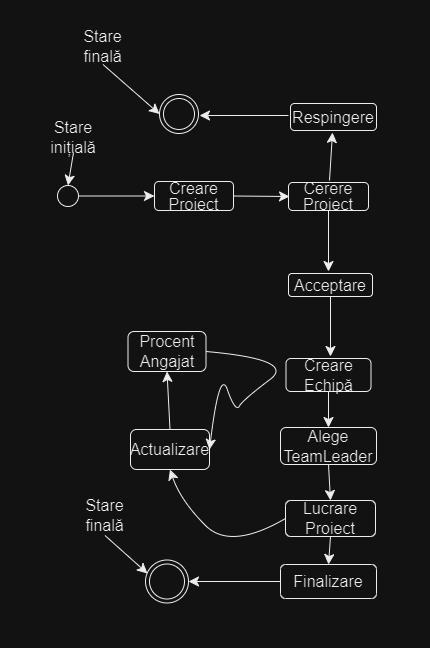 Stare
finală
Respingere
Stare
inițială
Creare
Proiect
Cerere
Proiect
Acceptare
Procent
Angajat
Creare
Echipă
Actualizare
Alege
TeamLeader
Stare
finală
Lucrare
Proiect
Finalizare